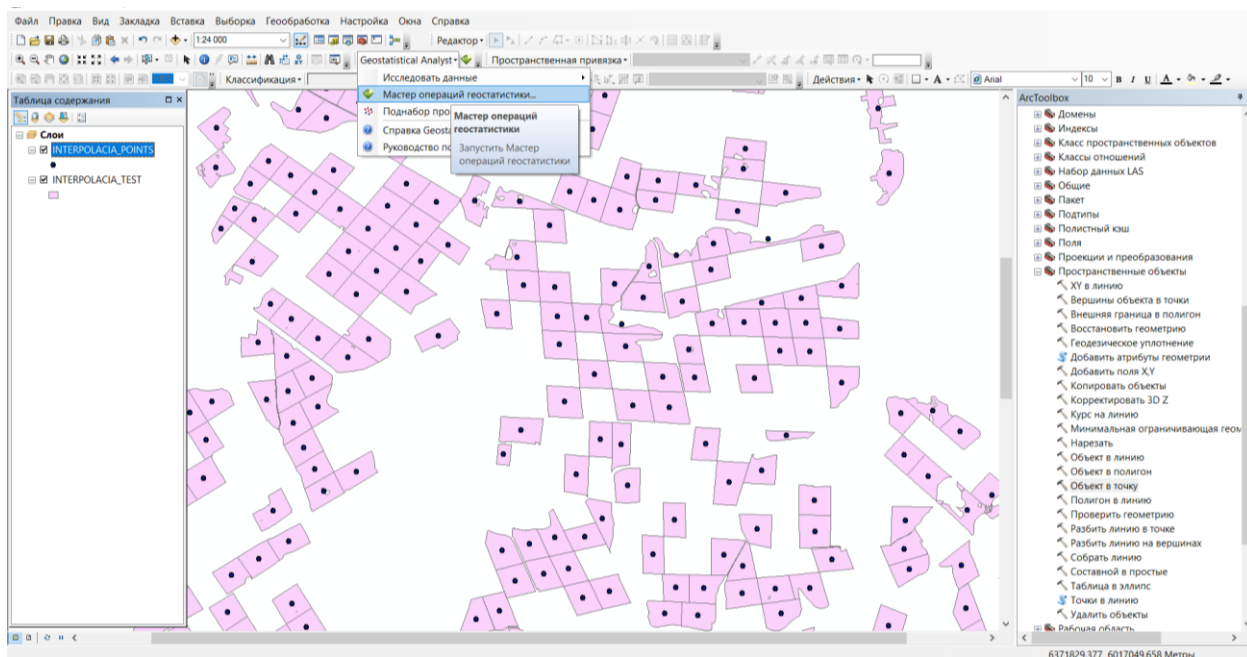 Файл Правка Вид Закладка Вставка Выборка Геообработка Настройка Окна Справка
1:24 000 Редактор
Geostatistical Analyst Пространственная привязка
Классификация Действия A Arial 10 B I U A
Исследовать данные
Мастер операций геостатистики...
Поднабор про
Справка Geosta
Руководство по
Мастер операций
геостатистики
Запустить Мастер
операций геостатистики
Таблица содержания
Слои
INTERPOLACIA_POINTS
INTERPOLACIA_TEST
ArcToolbox
Домены
Индексы
Класс пространственных объектов
Классы отношений
Набор данных LAS
Общие
Пакет
Подтипы
Полистный кэш
Поля
Проекции и преобразования
Пространственные объекты
XY в линию
Вершины объекта в точки
Внешняя граница в полигон
Восстановить геометрию
Геодезическое уплотнение
Добавить атрибуты геометрии
Добавить поля X,Y
Копировать объекты
Корректировать 3D Z
Курс на линию
Минимальная ограничивающая геом
Нарезать
Объект в линию
Объект в полигон
Объект в точку
Полигон в линию
Проверить геометрию
Разбить линию в точке
Разбить линию на вершинах
Собрать линию
Составной в простые
Таблица в эллипс
Точки в линию
Удалить объекты
Рабочая область
6371829,377 6017049,658 Метры